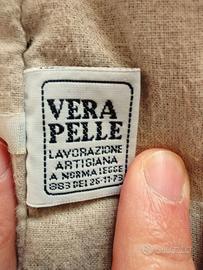 VERA
PELLE
LAVORAZIONE
ARTIGIANA
A NORMA LEGGE
883 DEL 26-11-73